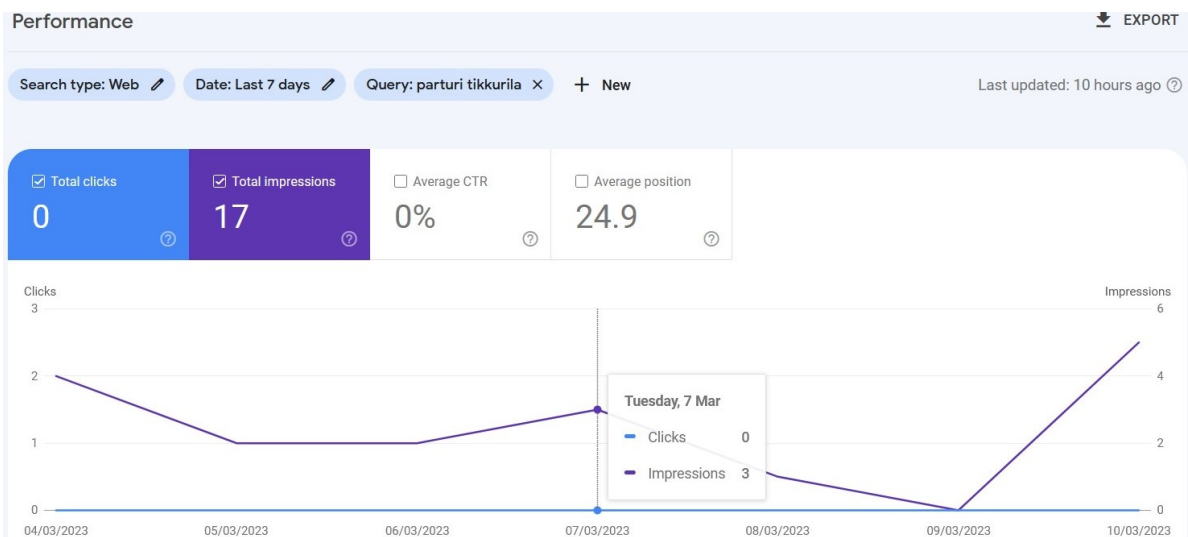 Performance
EXPORT
Search type: Web
Date: Last 7 days
Query: parturi tikkurila ×
+ New
Last updated: 10 hours ago
Total clicks
0
Total impressions
17
Average CTR
0%
Average position
24.9
Clicks
Impressions
3
6
2
4
1
2
0
0
Tuesday, 7 Mar
Clicks 0
Impressions 3
04/03/2023 05/03/2023 06/03/2023 07/03/2023 08/03/2023 09/03/2023 10/03/2023